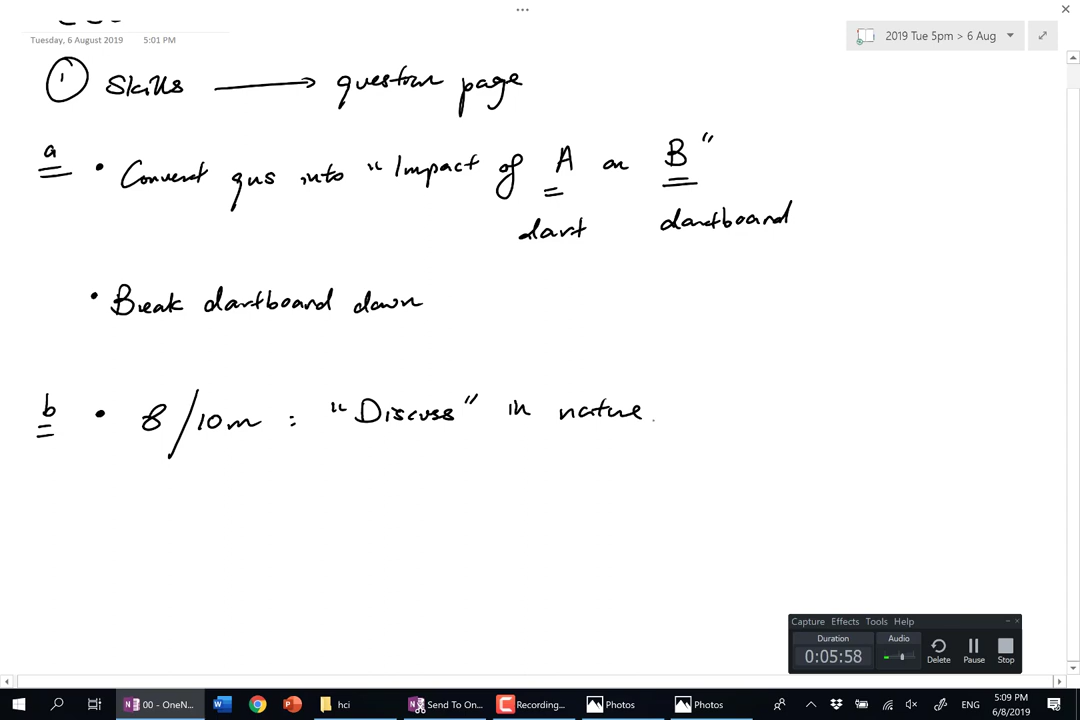 Tuesday, 6 August 2019 5:01 PM
2019 Tue 5pm > 6 Aug
① Skills → question page
a • Convert qus into "Impact of A on B"
dart dartboard
• Break dartboard down
b • 8/10m : "Discuss" in nature.
Capture Effects Tools Help
Duration Audio
0:05:58 Delete Pause Stop
00 - OneN... hci Send To On... Recording... Photos Photos ENG 5:09 PM
6/8/2019